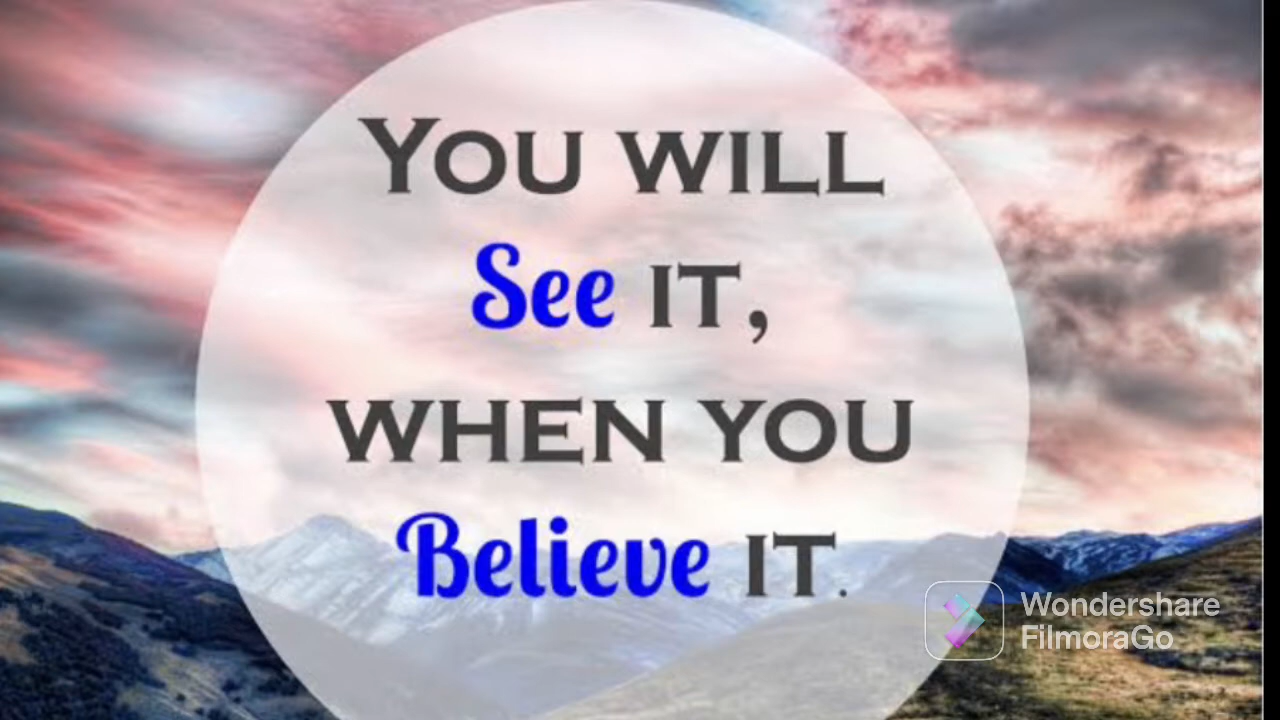 You will
See it,
when you
Believe it.
Wondershare
FilmoraGo